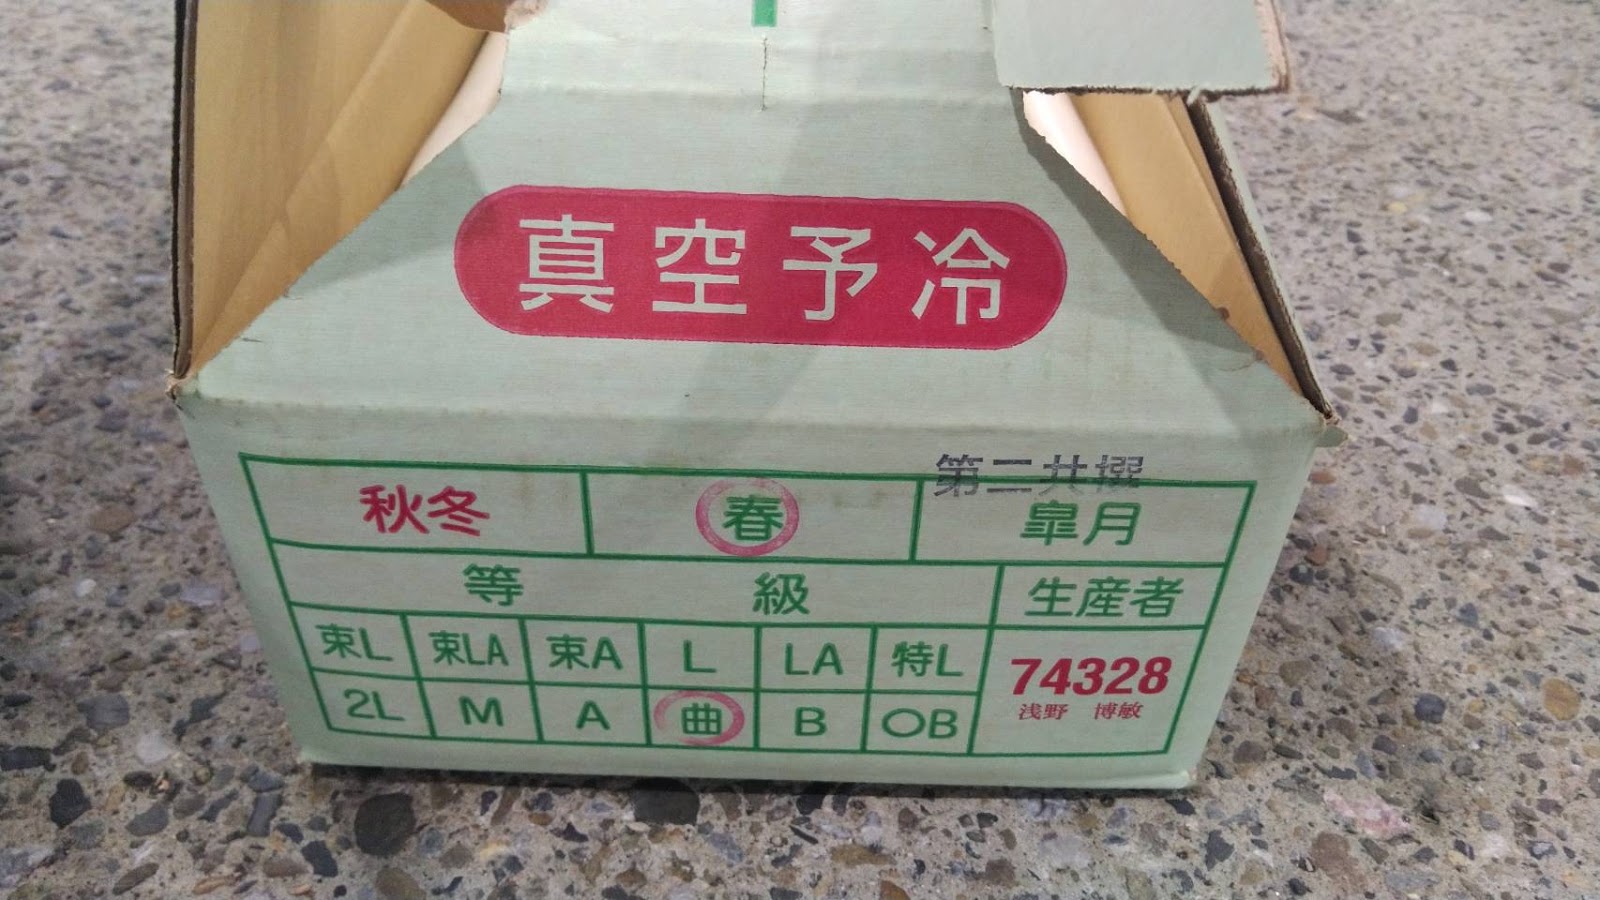 真空予冷
第二共撰
秋冬 春 皐月
等級 生産者
束L 束LA 束A L LA 特L
74328
2L M A 曲 B ○B
浅野 博敏